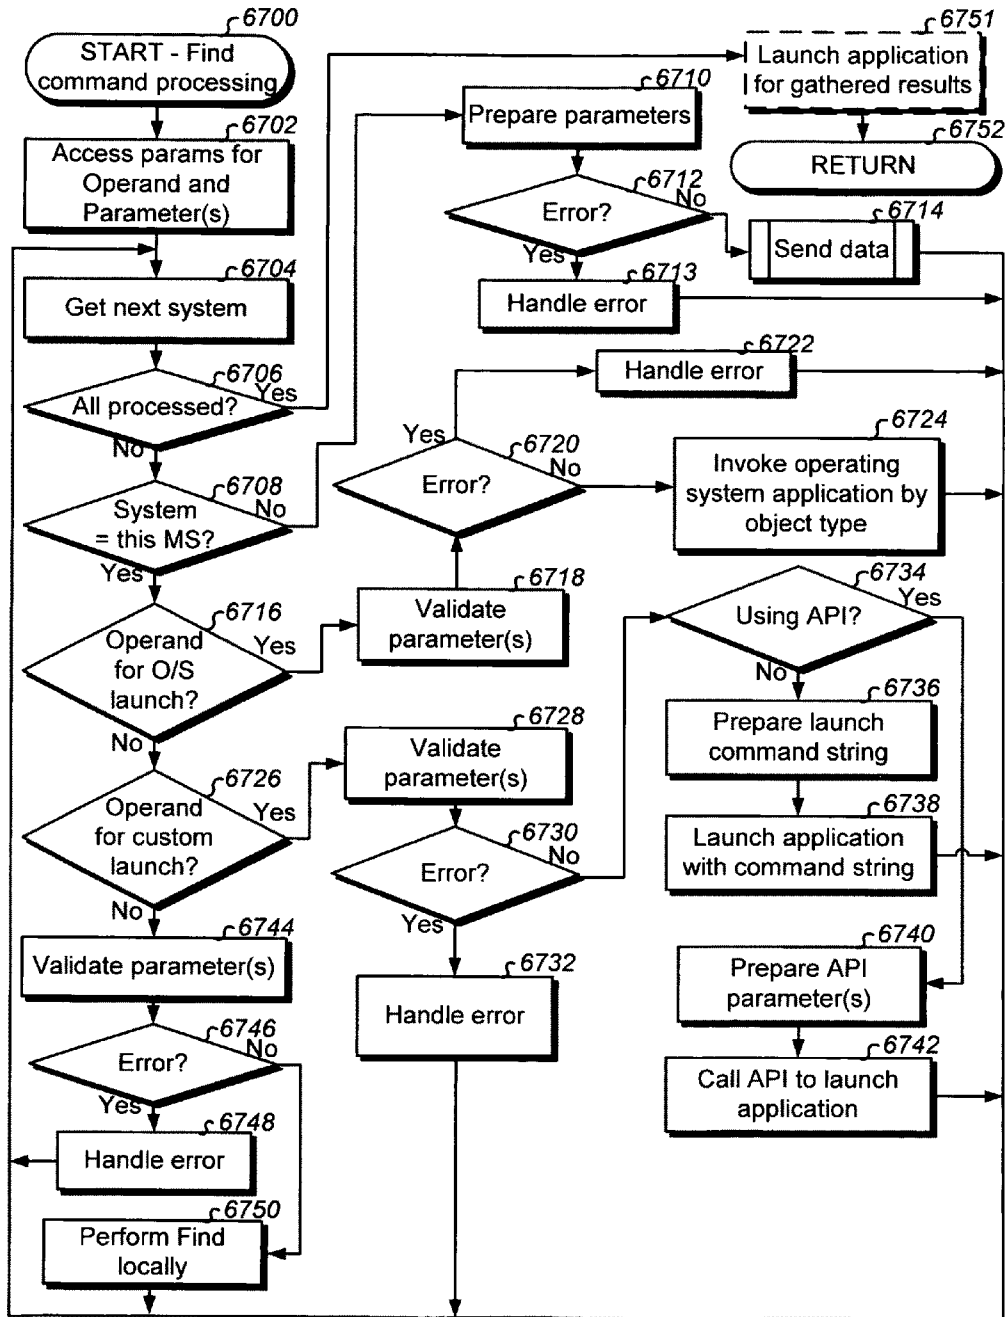 6700
START - Find
command processing
6702
Access params for
Operand and
Parameter(s)
6704
Get next system
6706
All processed?
Yes
No
6708
System
= this MS?
No
Yes
6716
Operand
for O/S
launch?
Yes
No
6726
Operand
for custom
launch?
Yes
No
6744
Validate parameter(s)
6746
Error?
No
Yes
6748
Handle error
6750
Perform Find
locally
6710
Prepare parameters
6712
Error?
No
Yes
6713
Handle error
6714
Send data
6751
Launch application
for gathered results
6752
RETURN
6722
Handle error
6720
Error?
Yes
No
6724
Invoke operating
system application by
object type
6718
Validate
parameter(s)
6728
Validate
parameter(s)
6730
Error?
No
Yes
6732
Handle error
6734
Using API?
Yes
No
6736
Prepare launch
command string
6738
Launch application
with command string
6740
Prepare API
parameter(s)
6742
Call API to launch
application